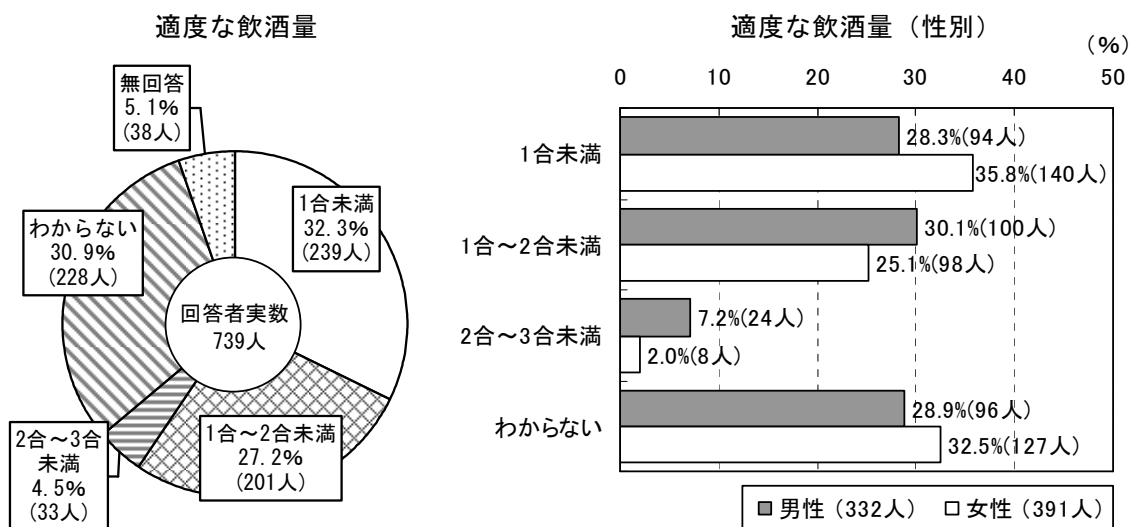 適度な飲酒量
無回答
5.1%
(38人)
1合未満
32.3%
(239人)
わからない
30.9%
(228人)
回答者実数
739人
2合～3合
未満
4.5%
(33人)
1合～2合未満
27.2%
(201人)
適度な飲酒量（性別）
（%）
0 10 20 30 40 50
1合未満
28.3%(94人)
35.8%(140人)
1合～2合未満
30.1%(100人)
25.1%(98人)
2合～3合未満
7.2%(24人)
2.0%(8人)
わからない
28.9%(96人)
32.5%(127人)
男性（332人） 女性（391人）